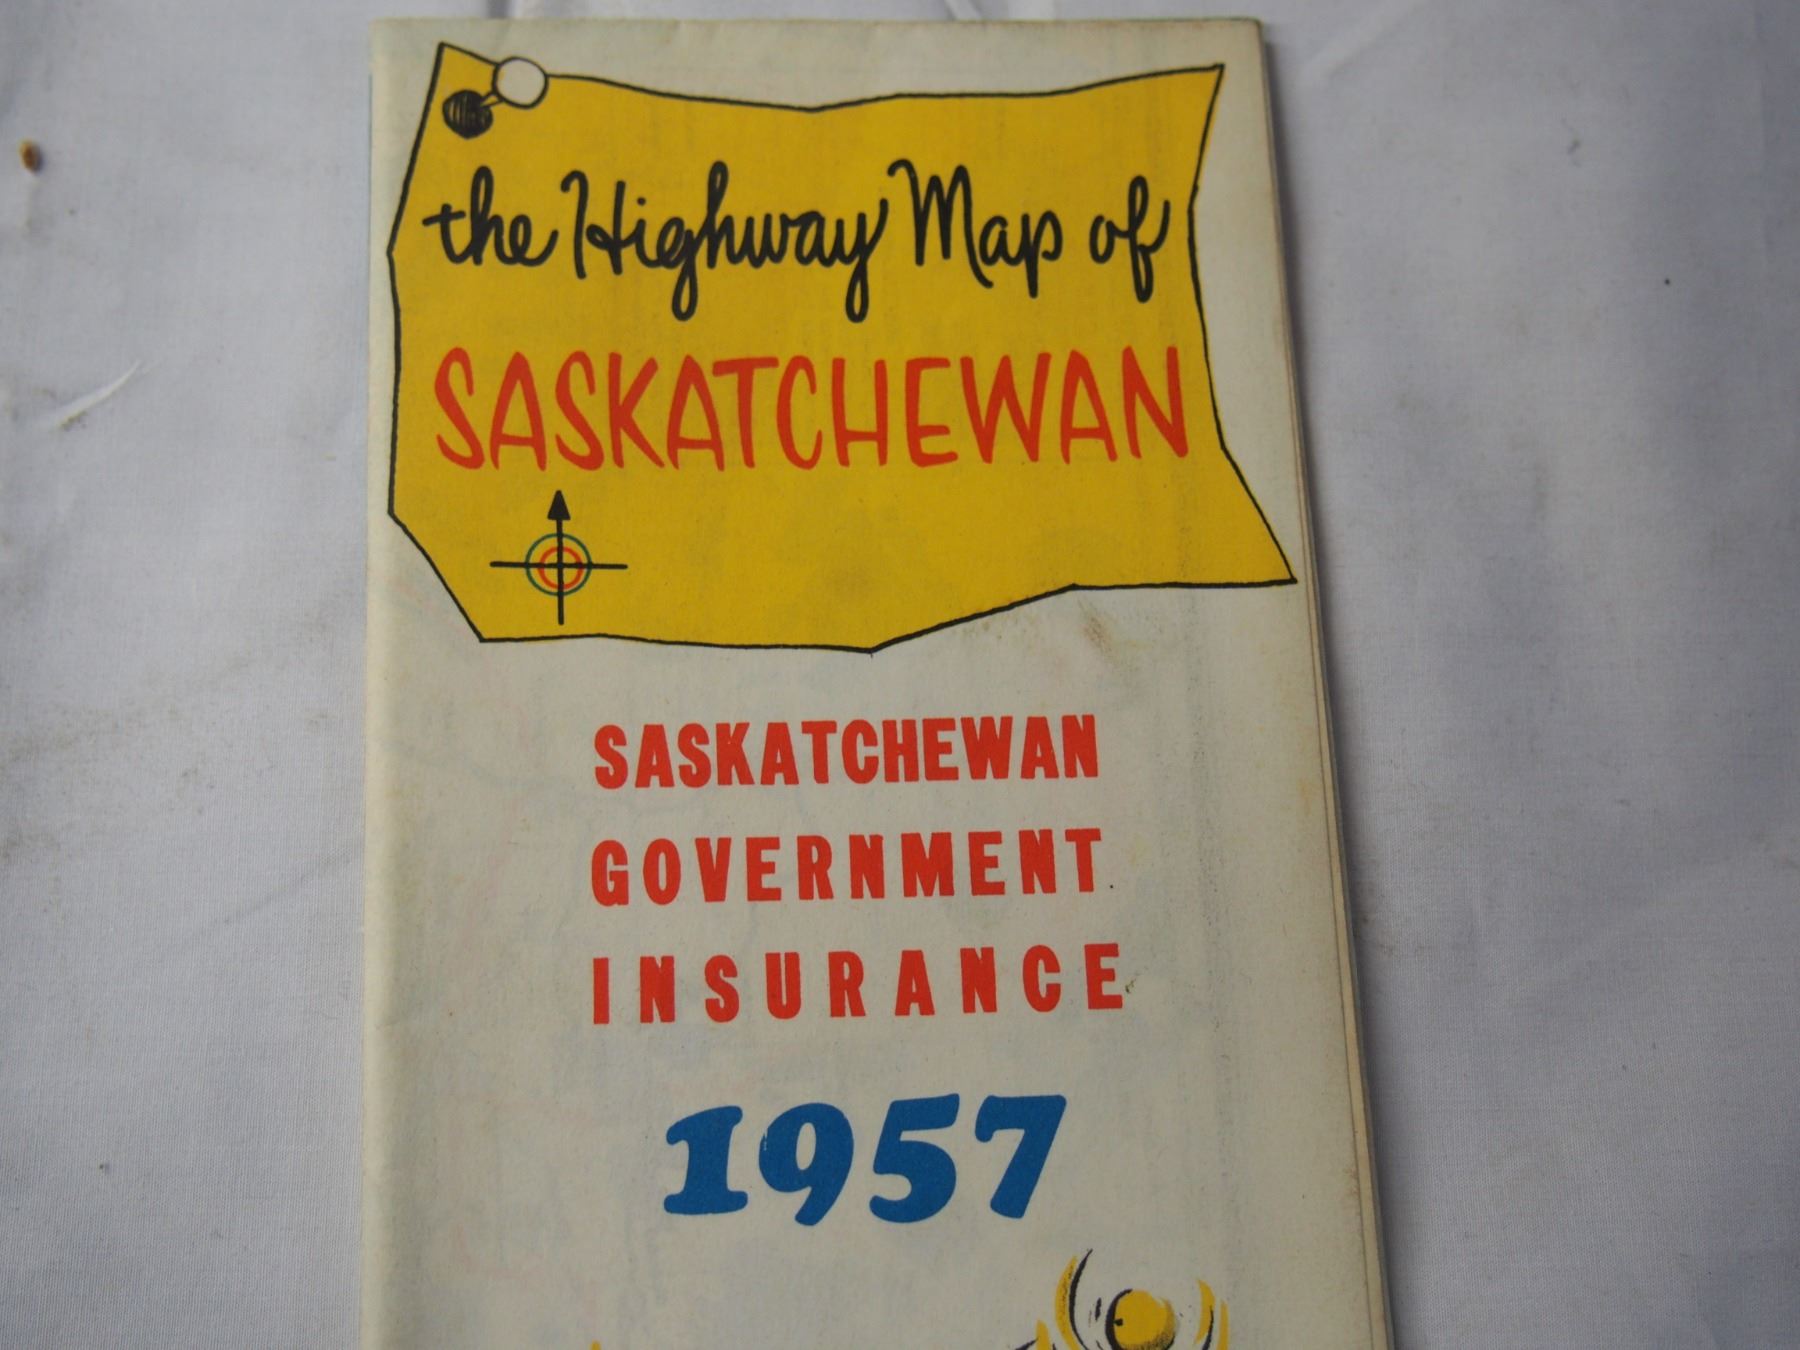 the Highway Map of
SASKATCHEWAN
SASKATCHEWAN
GOVERNMENT
INSURANCE
1957